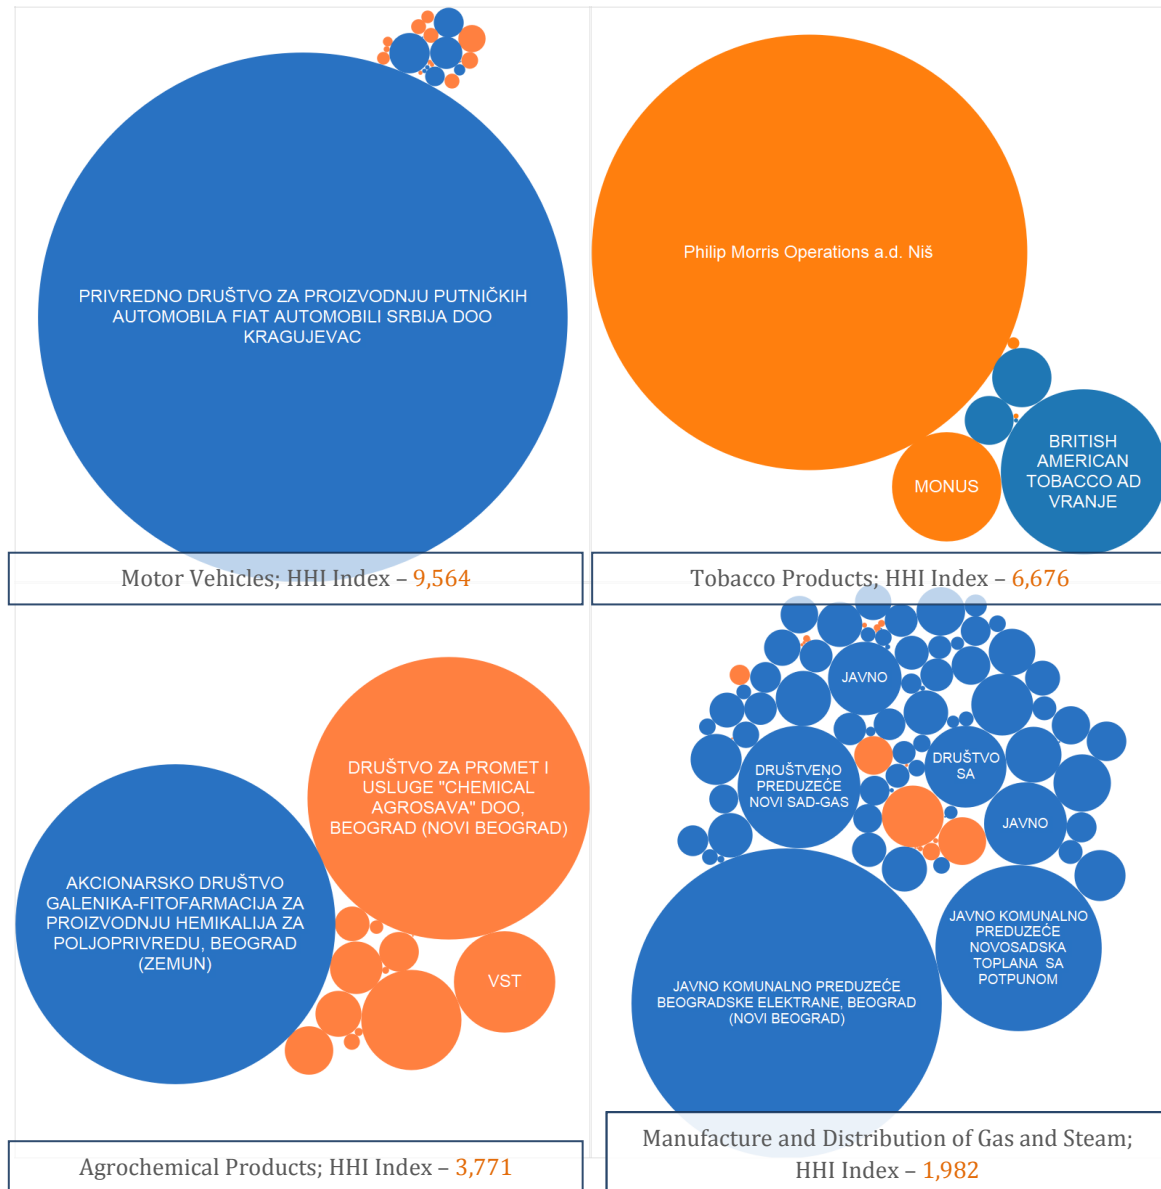 PRIVREDNO DRUŠTVO ZA PROIZVODNJU PUTNIČKIH
AUTOMOBILA FIAT AUTOMOBILI SRBIJA DOO
KRAGUJEVAC
Motor Vehicles; HHI Index – 9,564
Philip Morris Operations a.d. Niš
MONUS
BRITISH
AMERICAN
TOBACCO AD
VRANJE
Tobacco Products; HHI Index – 6,676
DRUŠTVO ZA PROMET I
USLUGE "CHEMICAL
AGROSAVA" DOO,
BEOGRAD (NOVI BEOGRAD)
AKCIONARSKO DRUŠTVO
GALENIKA-FITOFARMACIJA ZA
PROIZVODNJU HEMIKALIJA ZA
POLJOPRIVREDU, BEOGRAD
(ZEMUN)
VST
Agrochemical Products; HHI Index – 3,771
JAVNO
DRUŠTVENO
PREDUZEĆE
NOVI SAD-GAS
DRUŠTVO
SA
JAVNO
JAVNO KOMUNALNO
PREDUZEĆE
NOVOSADSKA
TOPLANA SA
POTPUNOM
JAVNO KOMUNALNO PREDUZEĆE
BEOGRADSKE ELEKTRANE, BEOGRAD
(NOVI BEOGRAD)
Manufacture and Distribution of Gas and Steam;
HHI Index – 1,982